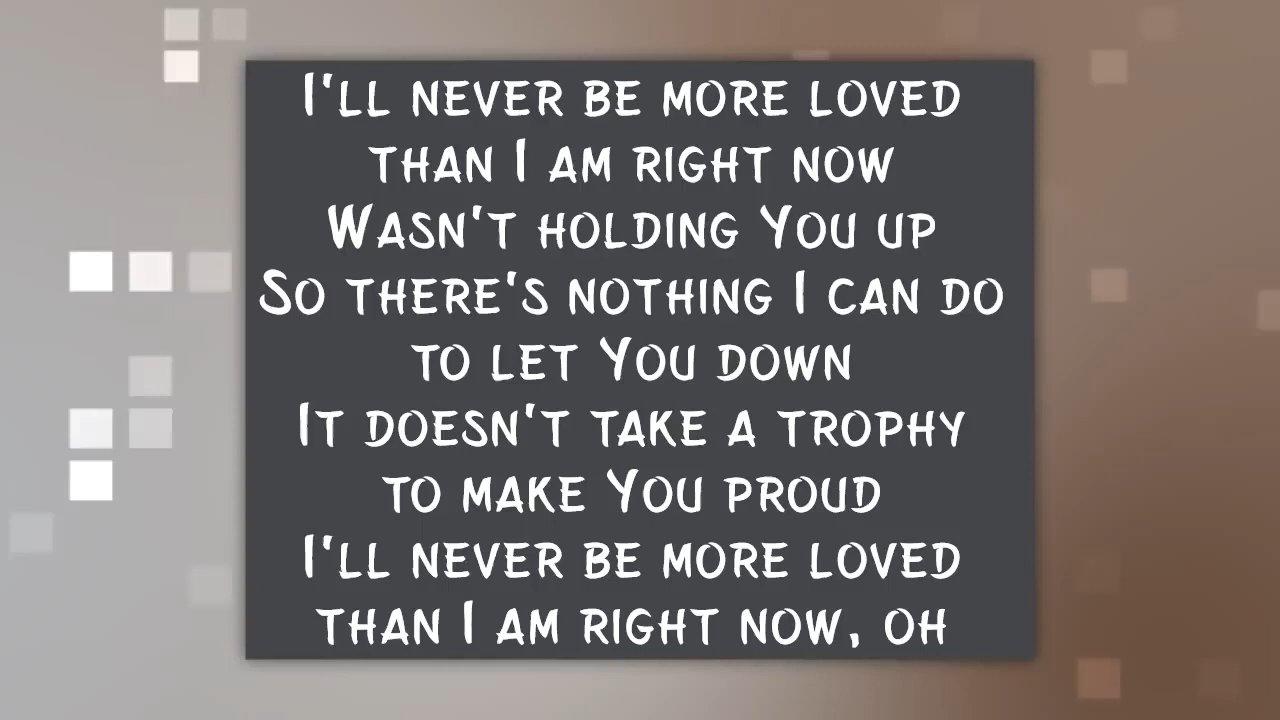 I'll never be more loved
than I am right now
Wasn't holding You up
So there's nothing I can do
to let You down
It doesn't take a trophy
to make You proud
I'll never be more loved
than I am right now, oh